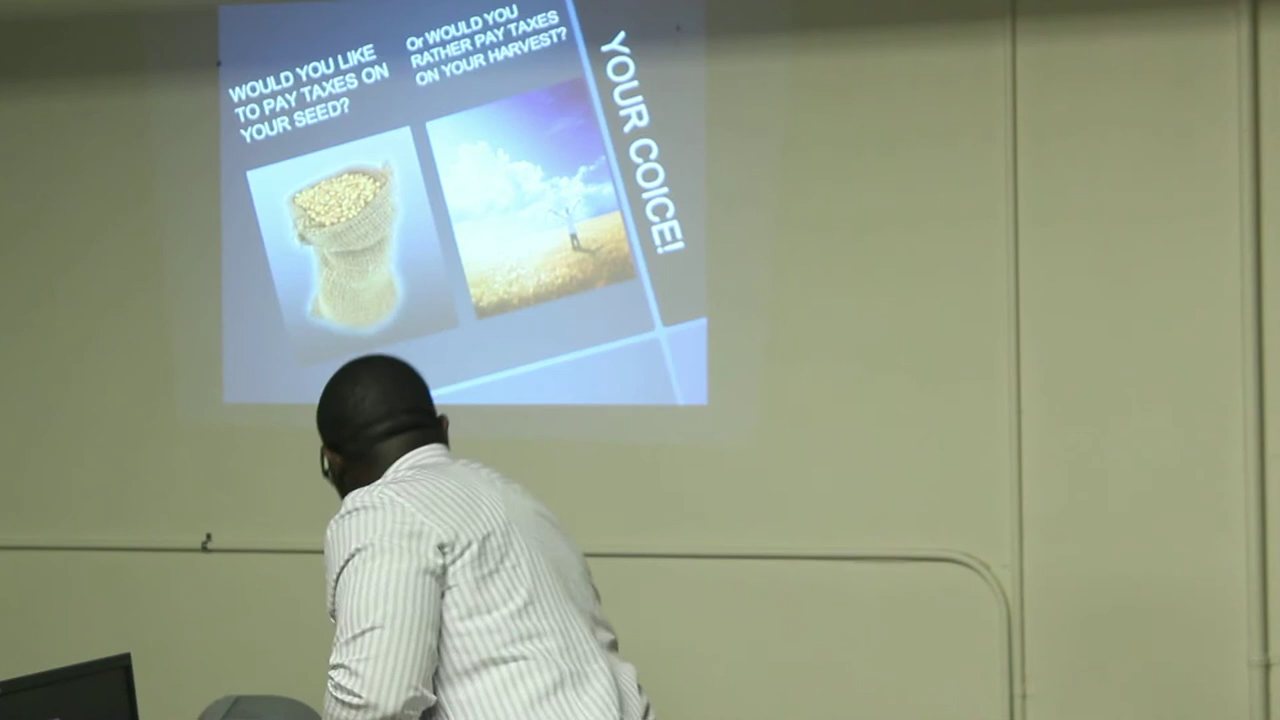 WOULD YOU LIKE
TO PAY TAXES ON
YOUR SEED?
Or WOULD YOU
RATHER PAY TAXES
ON YOUR HARVEST?
YOUR COICE!